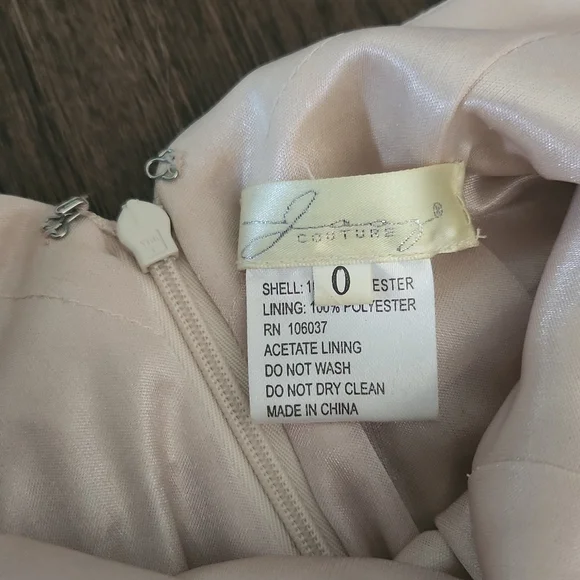 Jovani®
COUTURE
0
SHELL: 1 ESTER
LINING: 100% POLYESTER
RN 106037
ACETATE LINING
DO NOT WASH
DO NOT DRY CLEAN
MADE IN CHINA